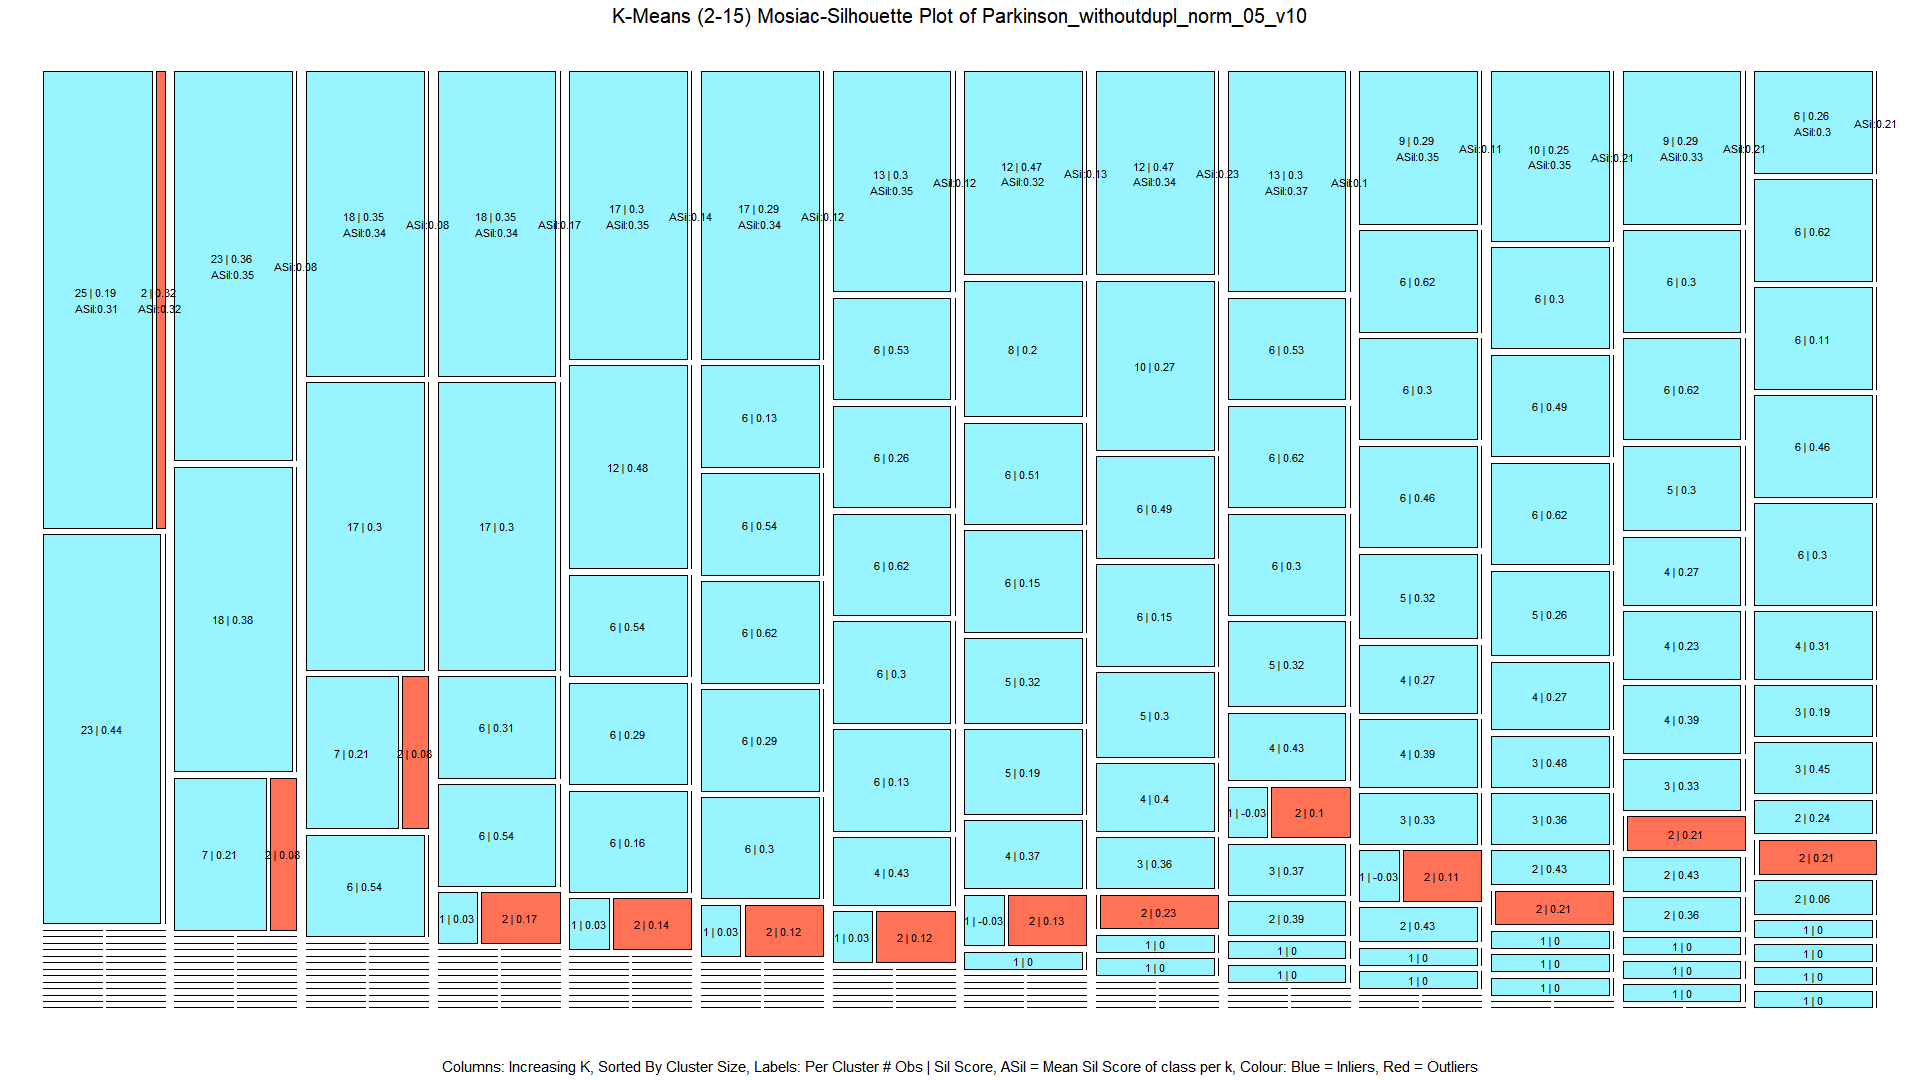 K-Means (2-15) Mosiac-Silhouette Plot of Parkinson_withoutdupl_norm_05_v10
25 | 0.19
ASil:0.31
2 | 0.32
ASil:0.32
23 | 0.44
23 | 0.36
ASil:0.35
ASil:0.08
18 | 0.38
7 | 0.21
2 | 0.08
18 | 0.35
ASil:0.34
ASil:0.08
17 | 0.3
7 | 0.21
2 | 0.08
6 | 0.54
18 | 0.35
ASil:0.34
ASil:0.17
17 | 0.3
6 | 0.31
6 | 0.54
1 | 0.03
2 | 0.17
17 | 0.3
ASil:0.35
ASil:0.14
12 | 0.48
6 | 0.54
6 | 0.29
6 | 0.16
1 | 0.03
2 | 0.14
17 | 0.29
ASil:0.34
ASil:0.12
6 | 0.13
6 | 0.54
6 | 0.62
6 | 0.29
6 | 0.3
1 | 0.03
2 | 0.12
13 | 0.3
ASil:0.35
ASil:0.12
6 | 0.53
6 | 0.26
6 | 0.62
6 | 0.3
6 | 0.13
4 | 0.43
1 | 0.03
2 | 0.12
12 | 0.47
ASil:0.32
ASil:0.13
8 | 0.2
6 | 0.51
6 | 0.15
5 | 0.32
5 | 0.19
4 | 0.37
1 | -0.03
2 | 0.13
1 | 0
12 | 0.47
ASil:0.34
ASil:0.23
10 | 0.27
6 | 0.49
6 | 0.15
5 | 0.3
4 | 0.4
3 | 0.36
2 | 0.23
1 | 0
1 | 0
13 | 0.3
ASil:0.37
ASil:0.1
6 | 0.53
6 | 0.62
6 | 0.3
5 | 0.32
4 | 0.43
1 | -0.03
2 | 0.1
3 | 0.37
2 | 0.39
1 | 0
1 | 0
9 | 0.29
ASil:0.35
ASil:0.11
6 | 0.62
6 | 0.3
6 | 0.46
5 | 0.32
4 | 0.27
4 | 0.39
3 | 0.33
1 | -0.03
2 | 0.11
2 | 0.43
1 | 0
1 | 0
10 | 0.25
ASil:0.35
ASil:0.21
6 | 0.3
6 | 0.49
6 | 0.62
5 | 0.26
4 | 0.27
3 | 0.48
3 | 0.36
2 | 0.43
2 | 0.21
1 | 0
1 | 0
1 | 0
9 | 0.29
ASil:0.33
ASil:0.21
6 | 0.3
6 | 0.62
5 | 0.3
4 | 0.27
4 | 0.23
4 | 0.39
3 | 0.33
2 | 0.21
2 | 0.43
2 | 0.36
1 | 0
1 | 0
1 | 0
6 | 0.26
ASil:0.3
ASil:0.21
6 | 0.62
6 | 0.11
6 | 0.46
6 | 0.3
4 | 0.31
3 | 0.19
3 | 0.45
2 | 0.24
2 | 0.21
2 | 0.06
1 | 0
1 | 0
1 | 0
1 | 0
Columns: Increasing K, Sorted By Cluster Size, Labels: Per Cluster # Obs | Sil Score, ASil = Mean Sil Score of class per k, Colour: Blue = Inliers, Red = Outliers